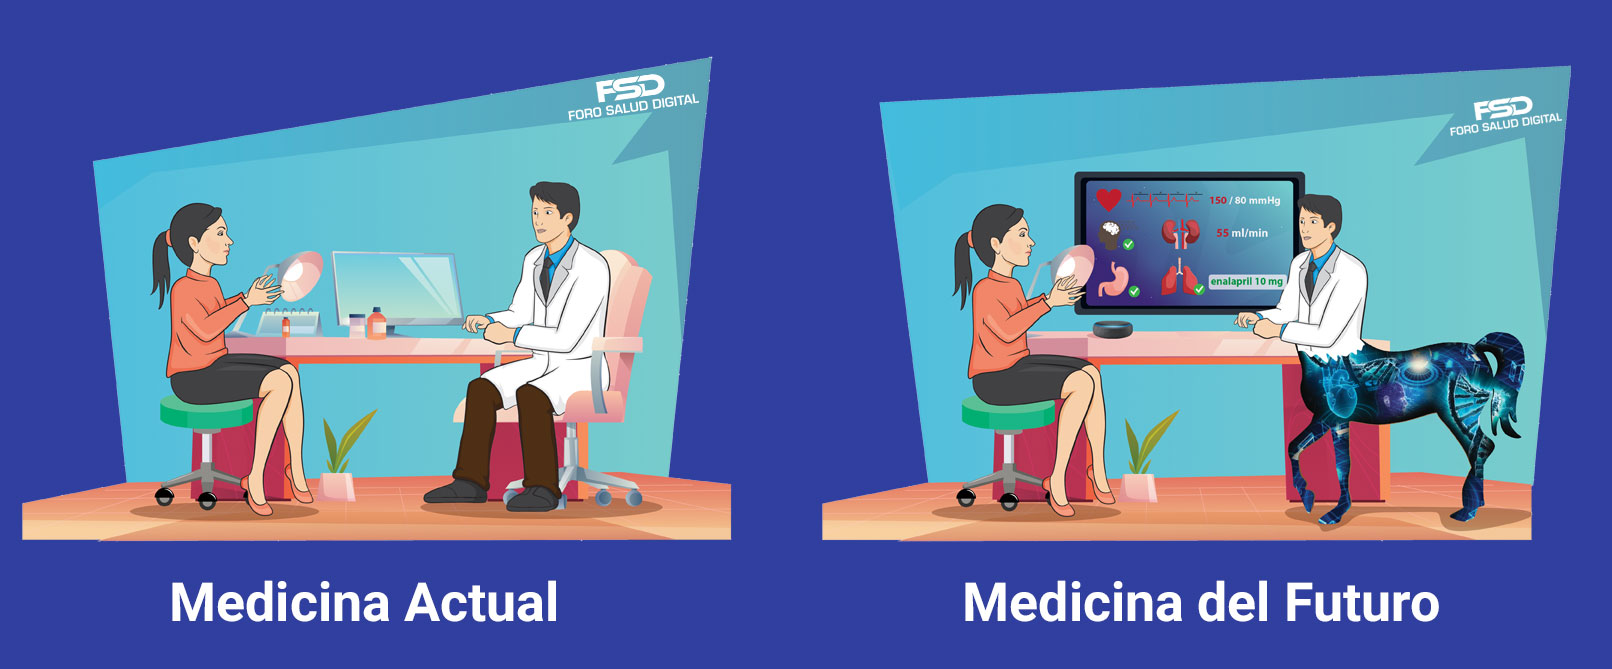 FSD
FORO SALUD DIGITAL
FSD
FORO SALUD DIGITAL
150 / 80 mmHg
55 ml/min
enalapril 10 mg
Medicina Actual
Medicina del Futuro